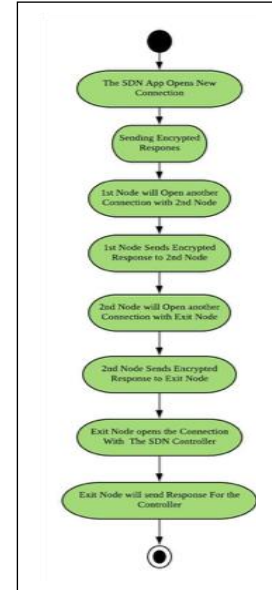 The SDN App Opens New
Connection
Sending Encrypted
Respones
1st Node will Open another
Connection with 2nd Node
1st Node Sends Encrypted
Response to 2nd Node
2nd Node will Open another
Connection with Exit Node
2nd Node Sends Encrypted
Response to Exit Node
Exit Node opens the Connection
With The SDN Controller
Exit Node will send Response For the
Controller